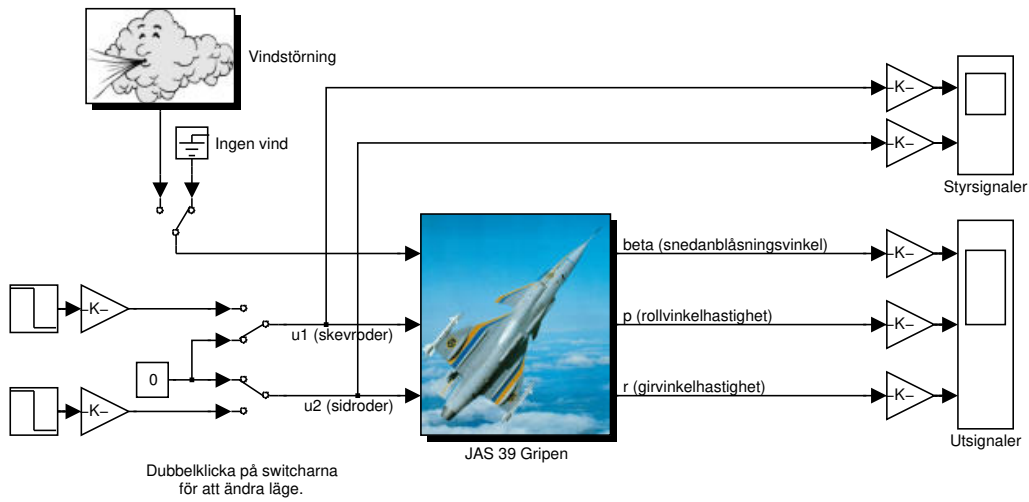 Vindstörning
Ingen vind
-K-
-K-
Styrsignaler
beta (snedanblåsningsvinkel)
-K-
-K-
u1 (skevroder)
p (rollvinkelhastighet)
-K-
0
-K-
u2 (sidroder)
r (girvinkelhastighet)
-K-
Utsignaler
JAS 39 Gripen
Dubbelklicka på switcharna
för att ändra läge.